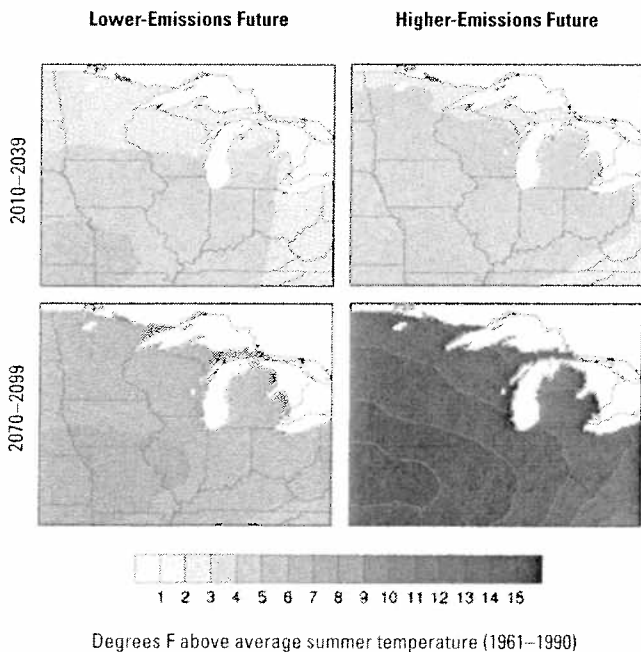 Lower-Emissions Future
Higher-Emissions Future
2010–2039
2070–2099
1 2 3 4 5 6 7 8 9 10 11 12 13 14 15
Degrees F above average summer temperature (1961–1990)